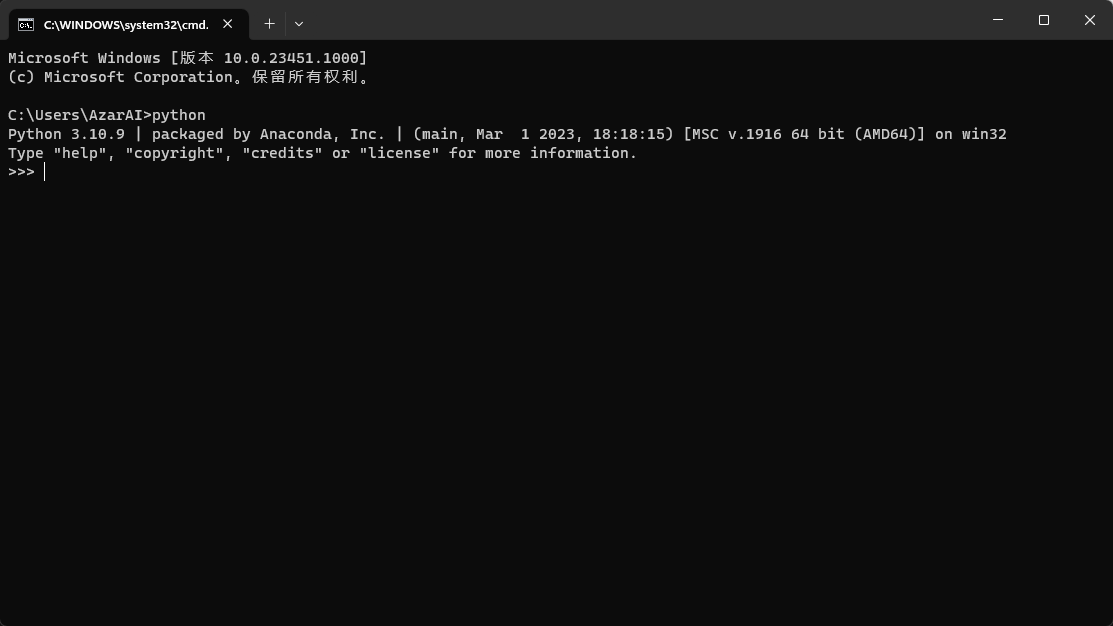 C:\WINDOWS\system32\cmd.
Microsoft Windows [版本 10.0.23451.1000]
(c) Microsoft Corporation。保留所有权利。
C:\Users\AzarAI>python
Python 3.10.9 | packaged by Anaconda, Inc. | (main, Mar  1 2023, 18:18:15) [MSC v.1916 64 bit (AMD64)] on win32
Type "help", "copyright", "credits" or "license" for more information.
>>>